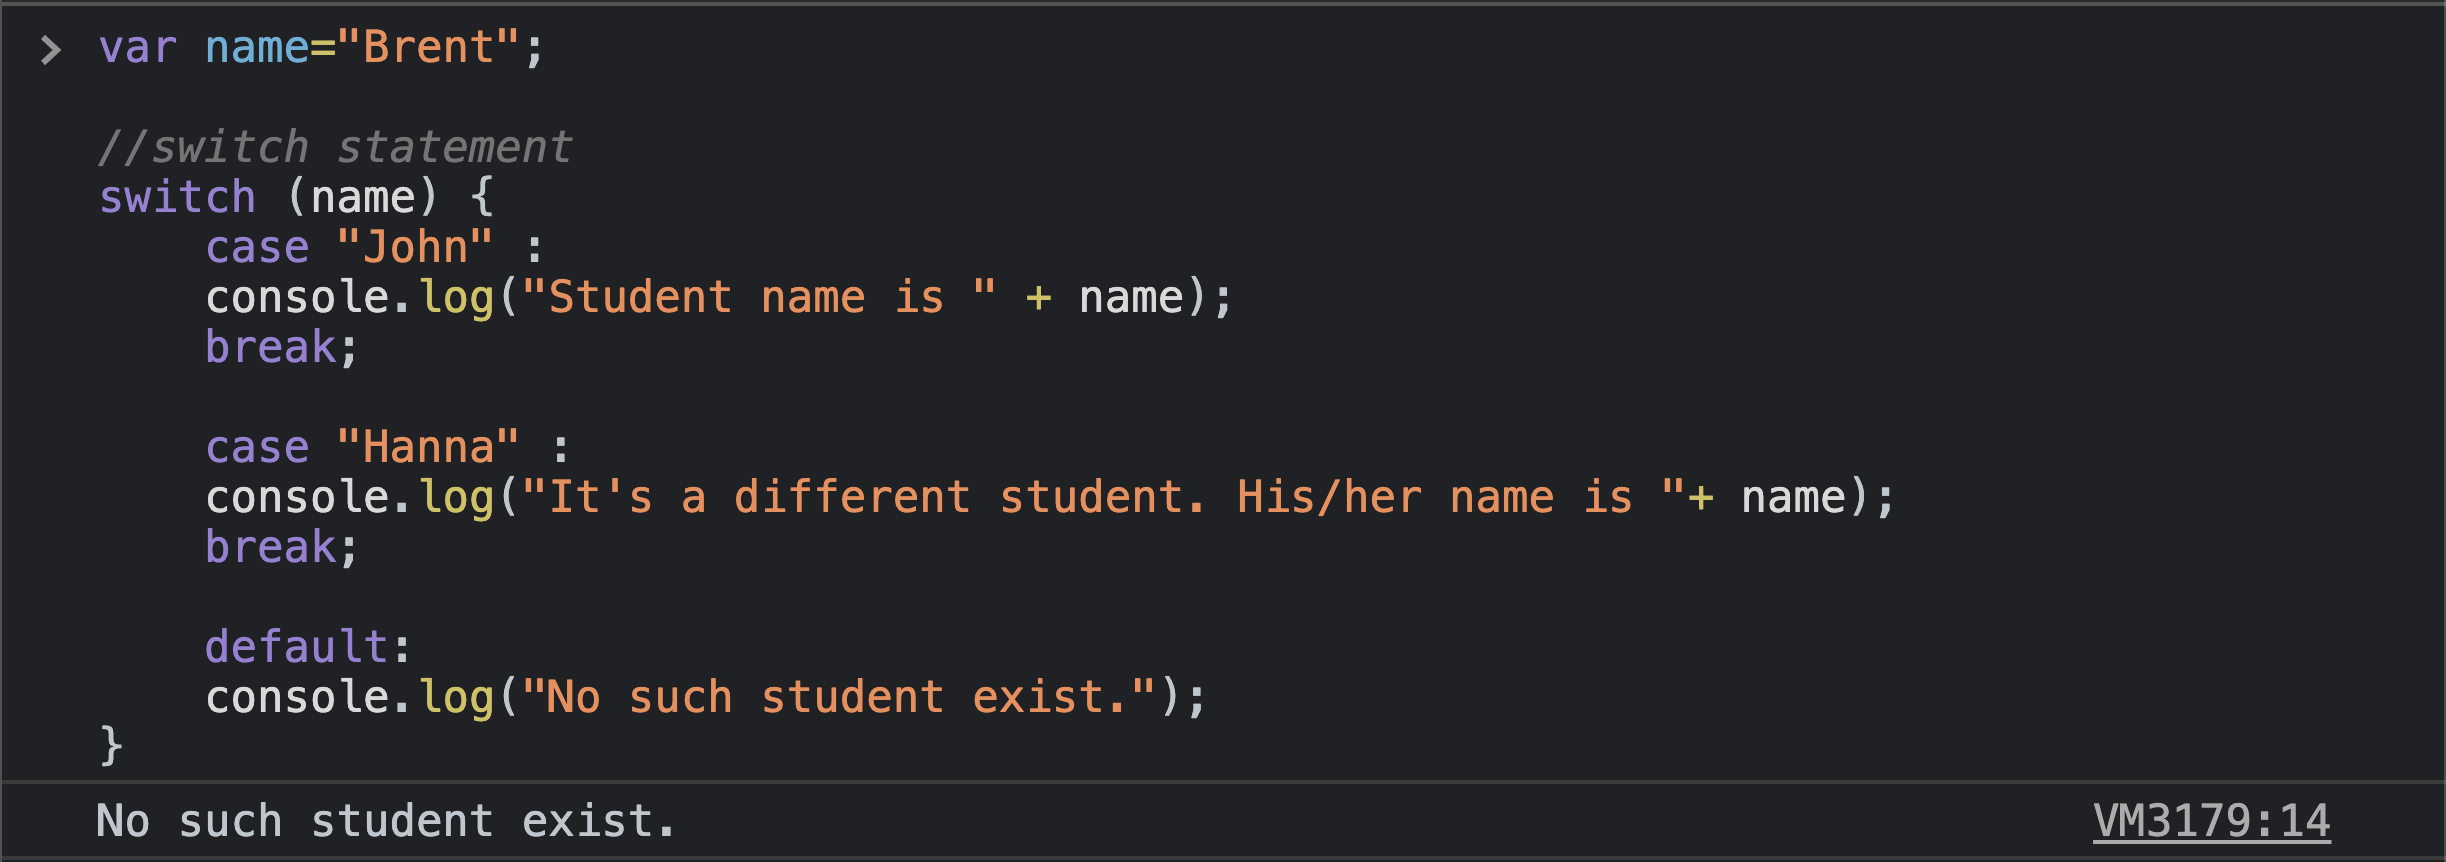 > var name="Brent";
//switch statement
switch (name) {
    case "John" :
    console.log("Student name is " + name);
    break;
    case "Hanna" :
    console.log("It's a different student. His/her name is "+ name);
    break;
    default:
    console.log("No such student exist.");
}
No such student exist. VM3179:14